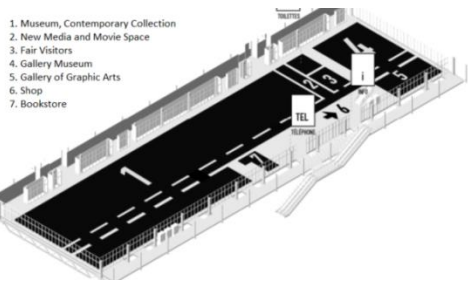 1. Museum, Contemporary Collection
2. New Media and Movie Space
3. Fair Visitors
4. Gallery Museum
5. Gallery of Graphic Arts
6. Shop
7. Bookstore
TOILETTES
4
i
INFO
5
3
2
TEL
TÉLÉPHONE
6
1
7